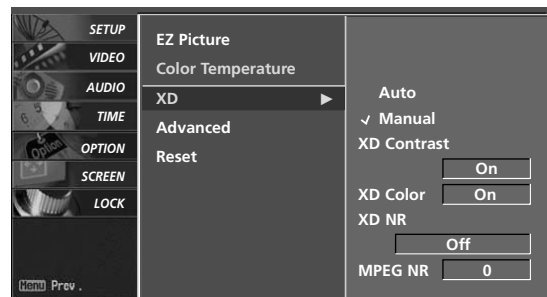 SETUP
VIDEO
AUDIO
TIME
OPTION
SCREEN
LOCK
Menu Prev.
EZ Picture
Color Temperature
XD ▶
Advanced
Reset
Auto
✓ Manual
XD Contrast
On
XD Color On
XD NR
Off
MPEG NR 0